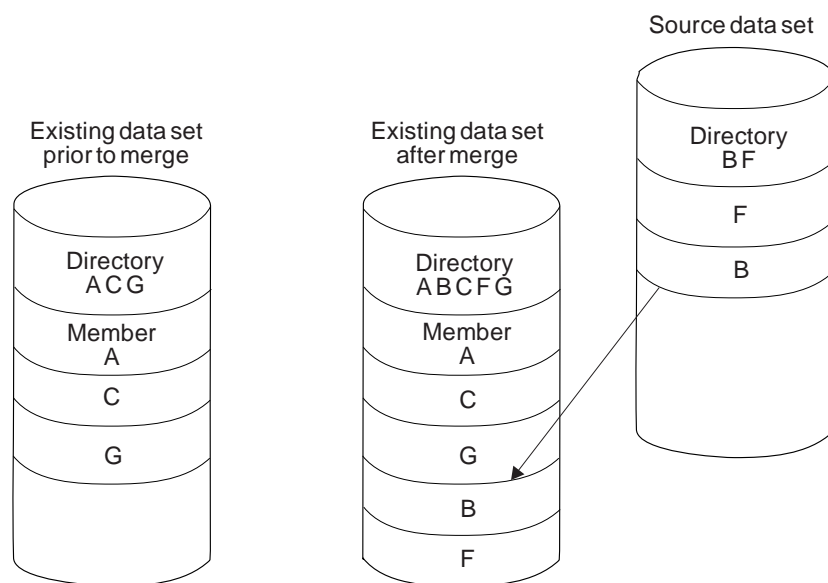 Source data set
Directory
B F
F
B
Existing data set
prior to merge
Directory
A C G
Member
A
C
G
Existing data set
after merge
Directory
A B C F G
Member
A
C
G
B
F